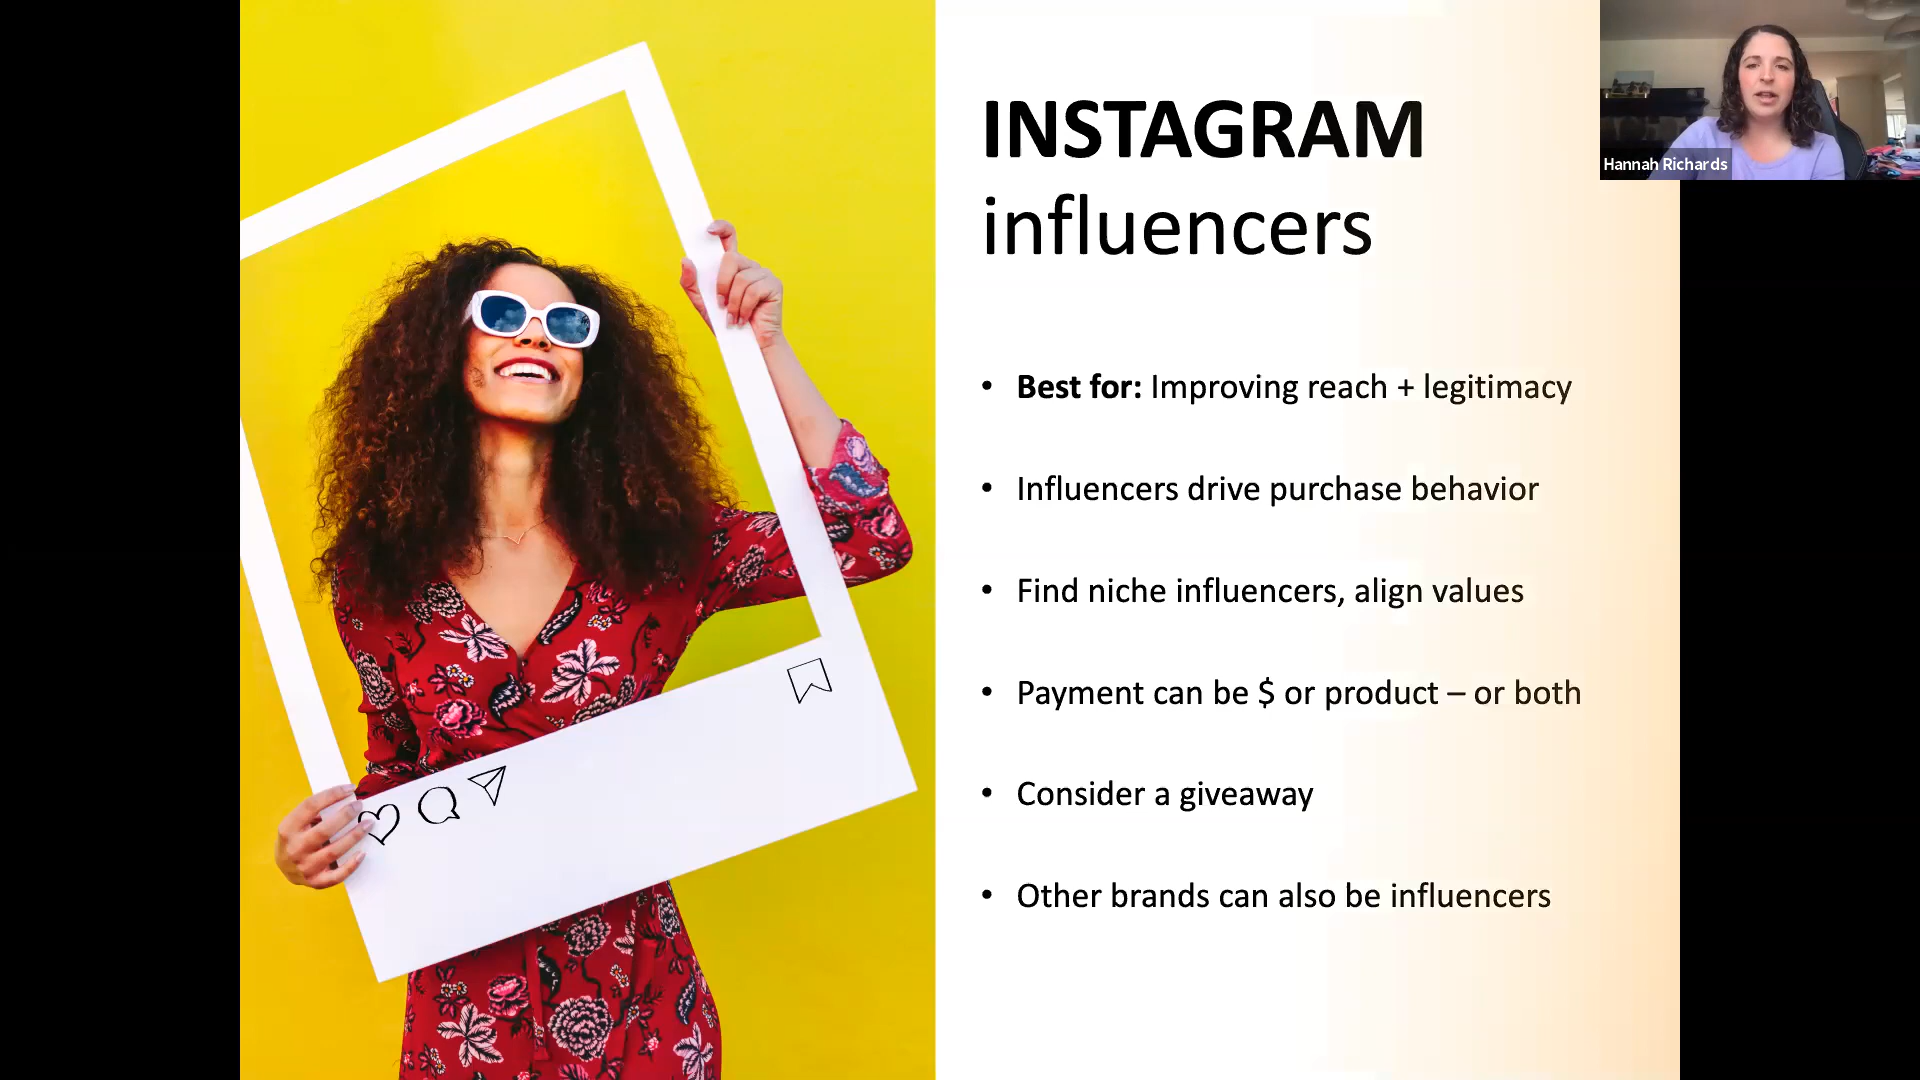 INSTAGRAM
influencers
Hannah Richards
• Best for: Improving reach + legitimacy
• Influencers drive purchase behavior
• Find niche influencers, align values
• Payment can be $ or product – or both
• Consider a giveaway
• Other brands can also be influencers